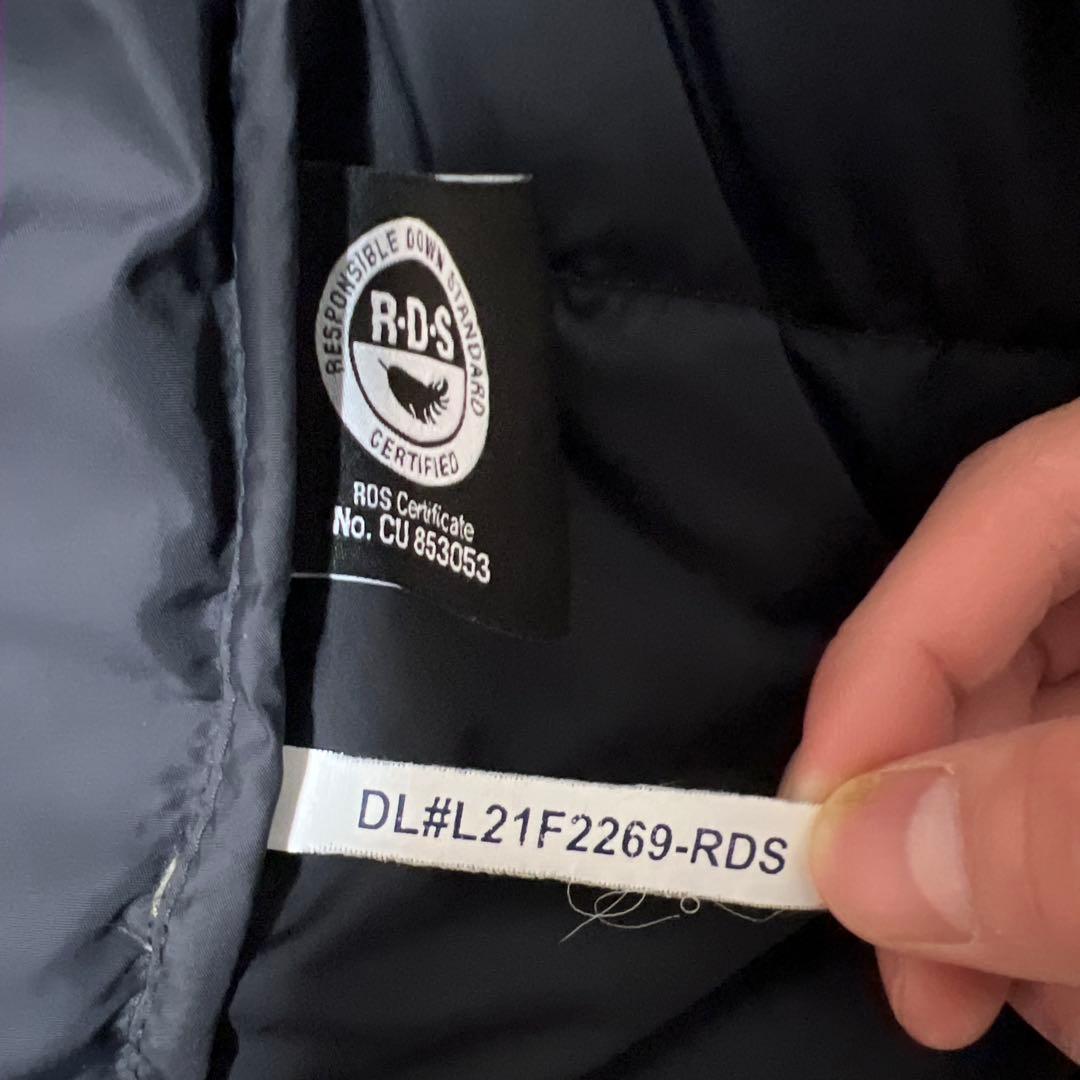 RESPONSIBLE DOWN STANDARD
R·D·S
CERTIFIED
RDS Certificate
No. CU 853053
DL#L21F2269-RDS